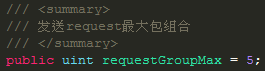 /// <summary>
/// 发送request最大包组合
/// </summary>
public uint requestGroupMax = 5;